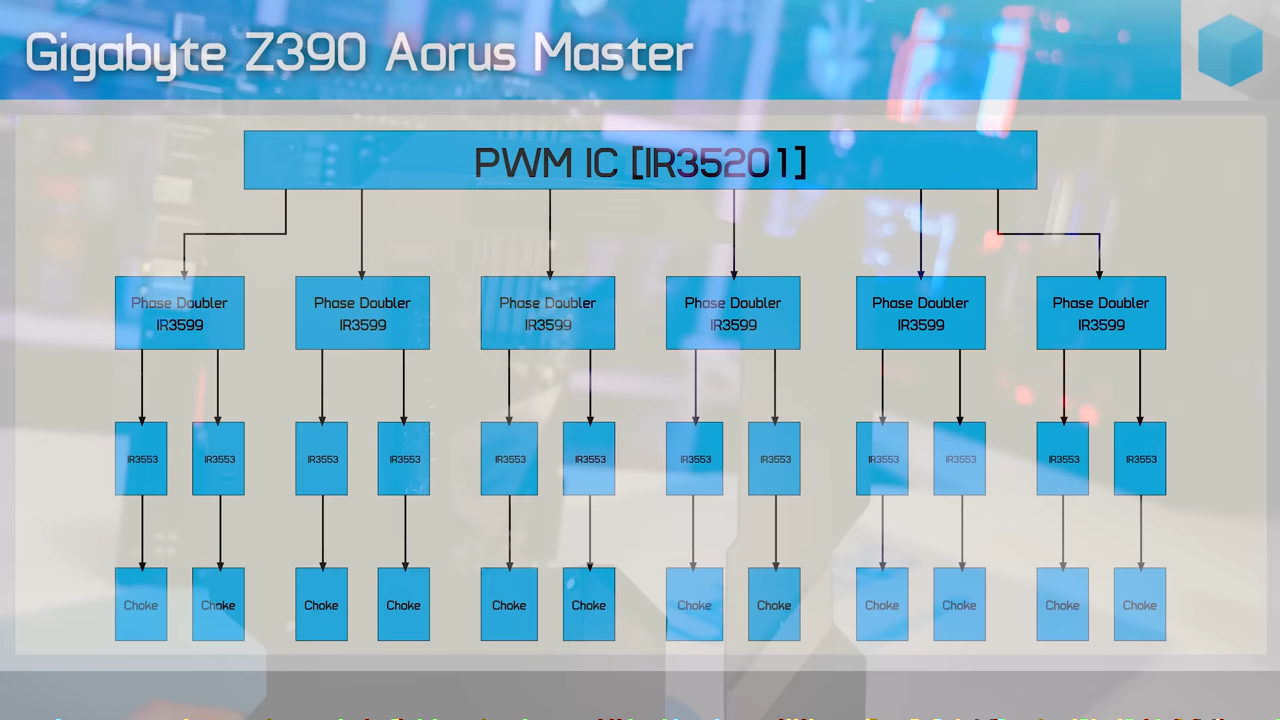 Gigabyte Z390 Aorus Master
PWM IC [IR35201]
Phase Doubler
IR3599
Phase Doubler
IR3599
Phase Doubler
IR3599
Phase Doubler
IR3599
Phase Doubler
IR3599
Phase Doubler
IR3599
IR3553
IR3553
IR3553
IR3553
IR3553
IR3553
IR3553
IR3553
IR3553
IR3553
IR3553
IR3553
Choke
Choke
Choke
Choke
Choke
Choke
Choke
Choke
Choke
Choke
Choke
Choke